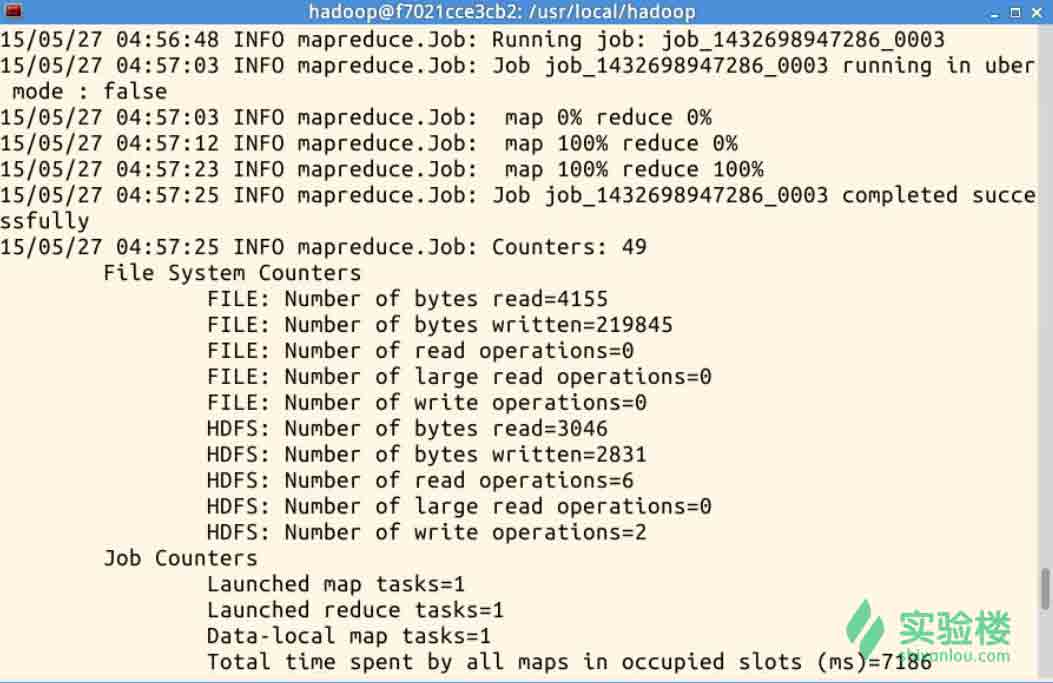 hadoop@f7021cce3cb2: /usr/local/hadoop
15/05/27 04:56:48 INFO mapreduce.Job: Running job: job_1432698947286_0003
15/05/27 04:57:03 INFO mapreduce.Job: Job job_1432698947286_0003 running in uber
 mode : false
15/05/27 04:57:03 INFO mapreduce.Job:  map 0% reduce 0%
15/05/27 04:57:12 INFO mapreduce.Job:  map 100% reduce 0%
15/05/27 04:57:23 INFO mapreduce.Job:  map 100% reduce 100%
15/05/27 04:57:25 INFO mapreduce.Job: Job job_1432698947286_0003 completed succe
ssfully
15/05/27 04:57:25 INFO mapreduce.Job: Counters: 49
File System Counters
FILE: Number of bytes read=4155
FILE: Number of bytes written=219845
FILE: Number of read operations=0
FILE: Number of large read operations=0
FILE: Number of write operations=0
HDFS: Number of bytes read=3046
HDFS: Number of bytes written=2831
HDFS: Number of read operations=6
HDFS: Number of large read operations=0
HDFS: Number of write operations=2
Job Counters
Launched map tasks=1
Launched reduce tasks=1
Data-local map tasks=1
Total time spent by all maps in occupied slots (ms)=7186
实验楼
shiyanlou.com